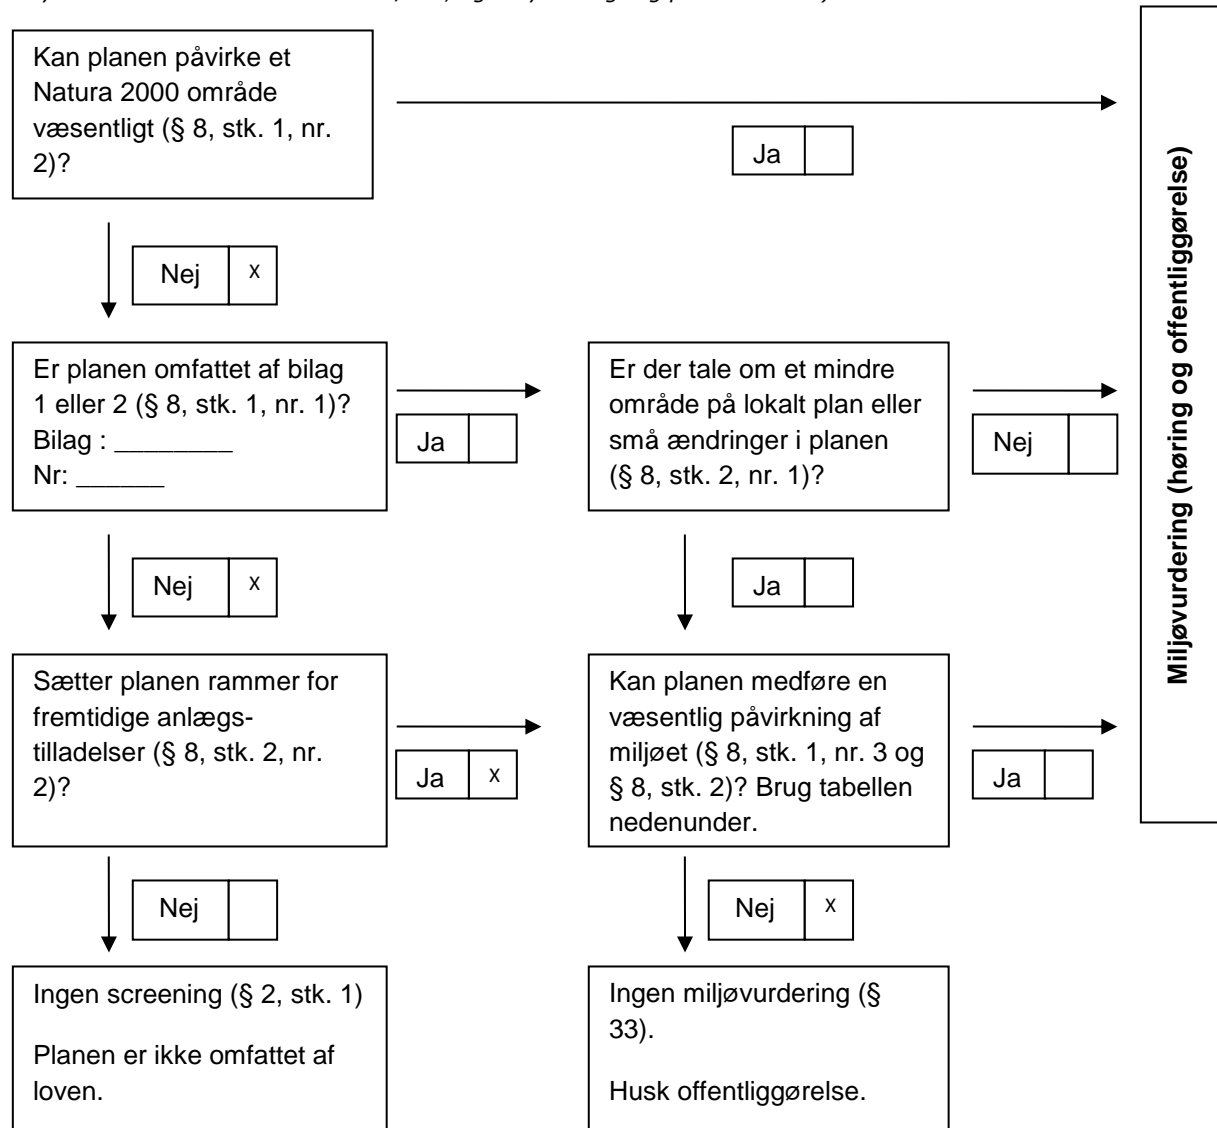 Kan planen påvirke et
Natura 2000 område
væsentligt (§ 8, stk. 1, nr.
2)?
Ja
Nej x
Er planen omfattet af bilag
1 eller 2 (§ 8, stk. 1, nr. 1)?
Bilag : ________
Nr: ______
Ja
Er der tale om et mindre
område på lokalt plan eller
små ændringer i planen
(§ 8, stk. 2, nr. 1)?
Nej
Nej x
Ja
Sætter planen rammer for
fremtidige anlægs-
tilladelser (§ 8, stk. 2, nr.
2)?
Ja x
Kan planen medføre en
væsentlig påvirkning af
miljøet (§ 8, stk. 1, nr. 3 og
§ 8, stk. 2)? Brug tabellen
nedenunder.
Ja
Nej
Nej x
Ingen screening (§ 2, stk. 1)
Planen er ikke omfattet af
loven.
Ingen miljøvurdering (§
33).
Husk offentliggørelse.
Miljøvurdering (høring og offentliggørelse)